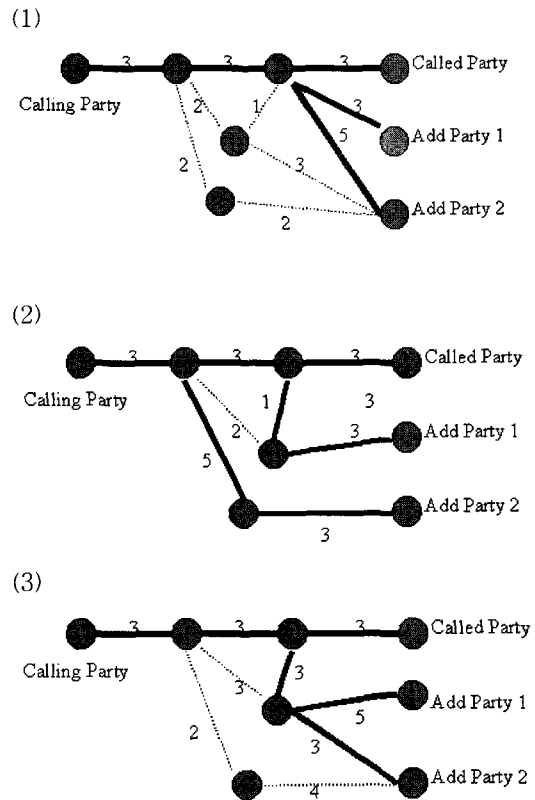 (1)
3 3 3 Called Party
Calling Party
2 1 3
5 Add Party 1
2 3
Add Party 2
2
(2)
3 3 3 Called Party
Calling Party
1 3
2 3 Add Party 1
5
Add Party 2
3
(3)
3 3 3 Called Party
Calling Party
3 3
5 Add Party 1
2 3
4 Add Party 2